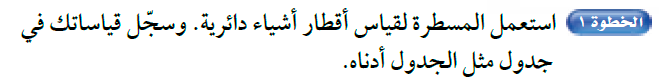 الخطوة ١ استعمل المسطرة لقياس أقطار أشياء دائرية. وسجّل قياساتك في
جدول مثل الجدول أدناه.